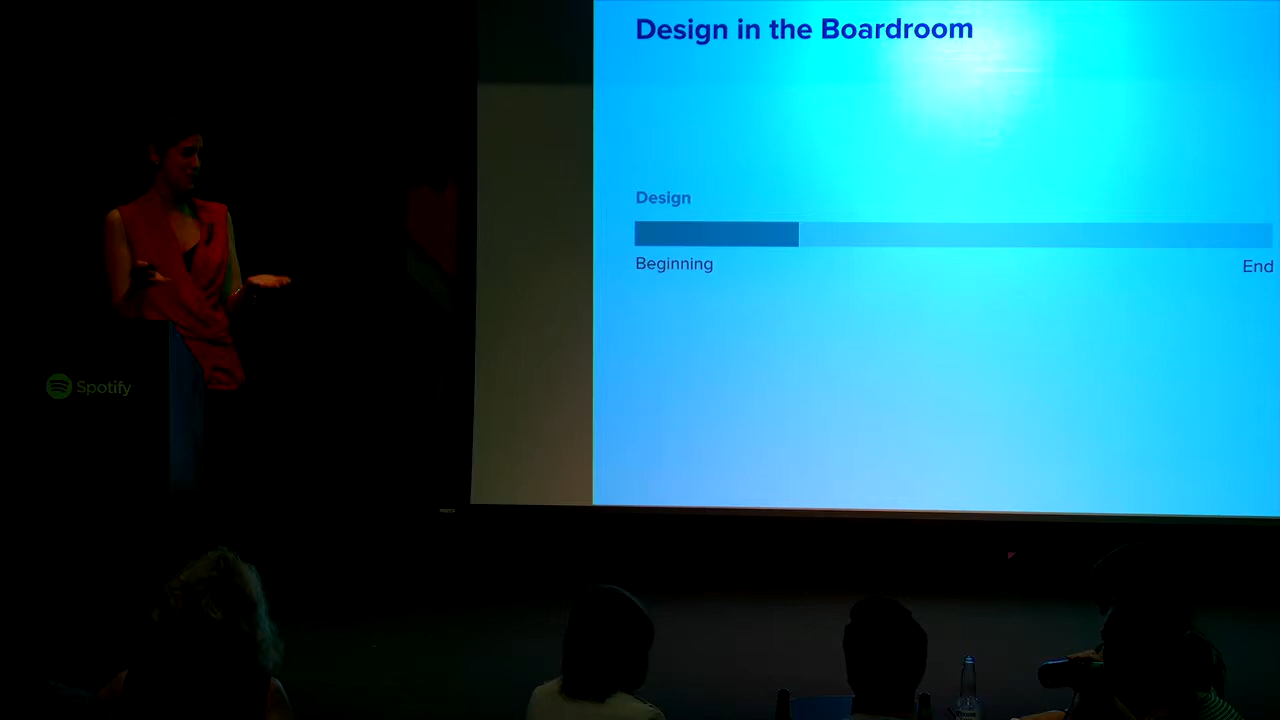 Design in the Boardroom
Design
Beginning
End
Spotify